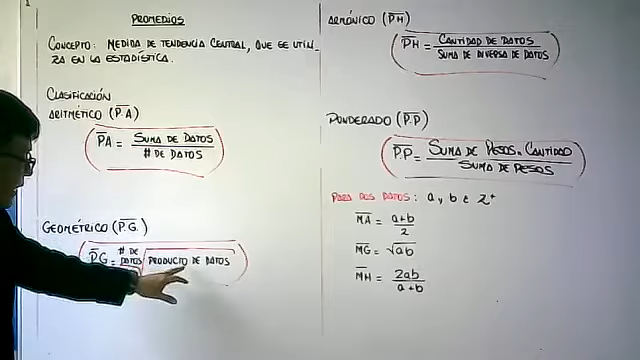 PROMEDIOS
CONCEPTO: MEDIDA DE TENDENCIA CENTRAL, QUE SE UTILI_
ZA EN LA ESTADÍSTICA.
CLASIFICACIÓN
ARITMÉTICO (P.A)
PA = SUMA DE DATOS / # DE DATOS
GEOMÉTRICO (P.G.)
PG = # DE DATOS √PRODUCTO DE DATOS
ARMÓNICO (PH)
PH = CANTIDAD DE DATOS / SUMA DE INVERSA DE DATOS
PONDERADO (P.P)
P.P = SUMA DE PESOS . CANTIDAD / SUMA DE PESOS
PARA DOS DATOS: a y b ∈ Z⁺
MA = a+b / 2
MG = √ab
MH = 2ab / a+b